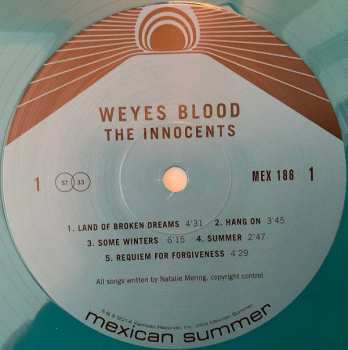 WEYES BLOOD
THE INNOCENTS
1 ST 33 MEX 188 1
1. LAND OF BROKEN DREAMS 4'31 2. HANG ON 3'45
3. SOME WINTERS 6'15 4. SUMMER 2'47
5. REQUIEM FOR FORGIVENESS 4'29
All songs written by Natalie Mering, copyright control.
mexican summer